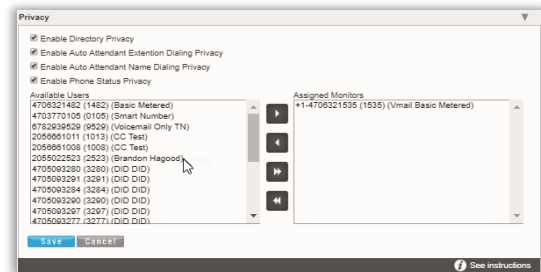 Privacy
Enable Directory Privacy
Enable Auto Attendant Extention Dialing Privacy
Enable Auto Attendant Name Dialing Privacy
Enable Phone Status Privacy
Available Users
4706321482 (1482) (Basic Metered)
4703770105 (0105) (Smart Number)
6782939529 (9529) (Voicemail Only TN)
2056661011 (1013) (CC Test)
2056661008 (1008) (CC Test)
2055022523 (2523) (Brandon Hagood)
4705093280 (3280) (DID DID)
4705093291 (3291) (DID DID)
4705093284 (3284) (DID DID)
4705093290 (3290) (DID DID)
4705093297 (3297) (DID DID)
4705093277 (3277) (DID DID)
Assigned Monitors
+1-4706321535 (1535) (Vmail Basic Metered)
Save Cancel
See instructions